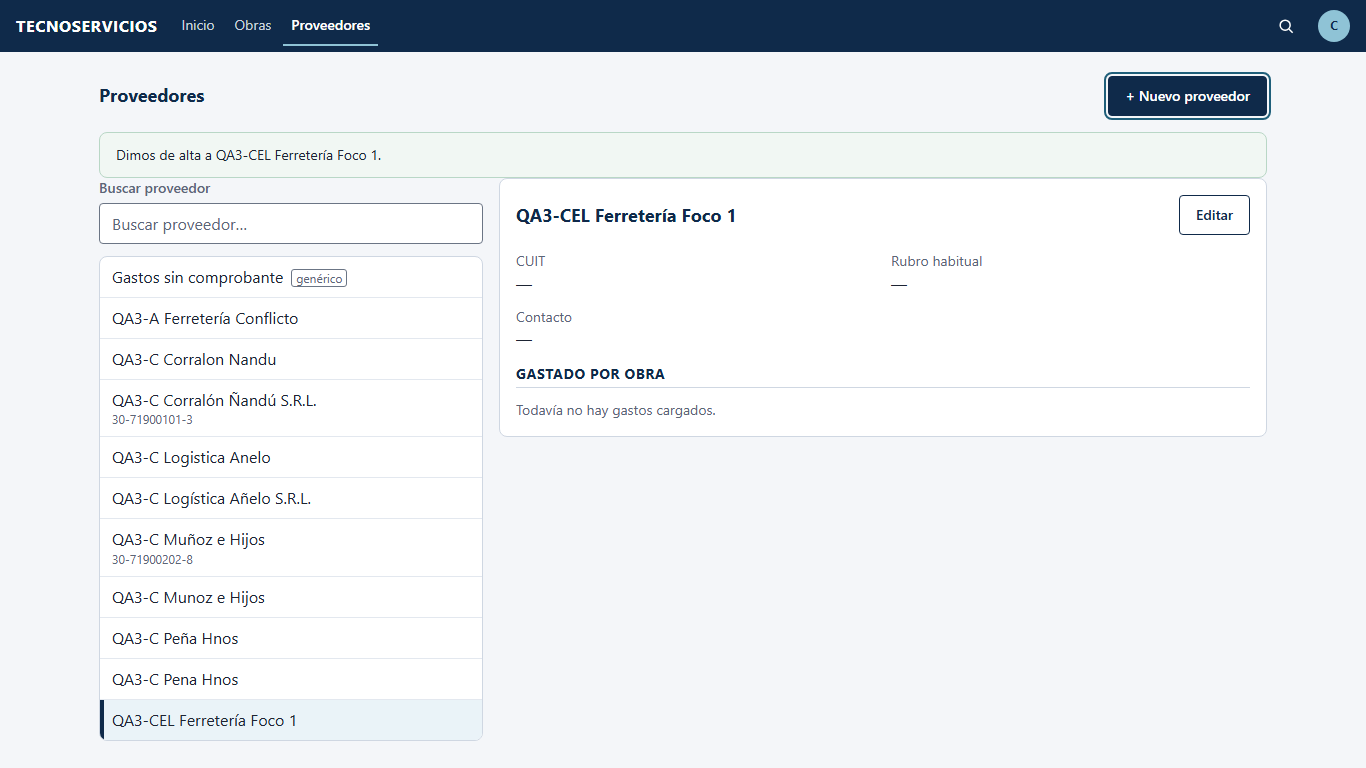 TECNOSERVICIOS Inicio Obras Proveedores C
Proveedores
+ Nuevo proveedor
Dimos de alta a QA3-CEL Ferretería Foco 1.
Buscar proveedor
Buscar proveedor...
Gastos sin comprobante genérico
QA3-A Ferretería Conflicto
QA3-C Corralon Nandu
QA3-C Corralón Ñandú S.R.L.
30-71900101-3
QA3-C Logistica Anelo
QA3-C Logística Añelo S.R.L.
QA3-C Muñoz e Hijos
30-71900202-8
QA3-C Munoz e Hijos
QA3-C Peña Hnos
QA3-C Pena Hnos
QA3-CEL Ferretería Foco 1
QA3-CEL Ferretería Foco 1
Editar
CUIT Rubro habitual
— —
Contacto
—
GASTADO POR OBRA
Todavía no hay gastos cargados.